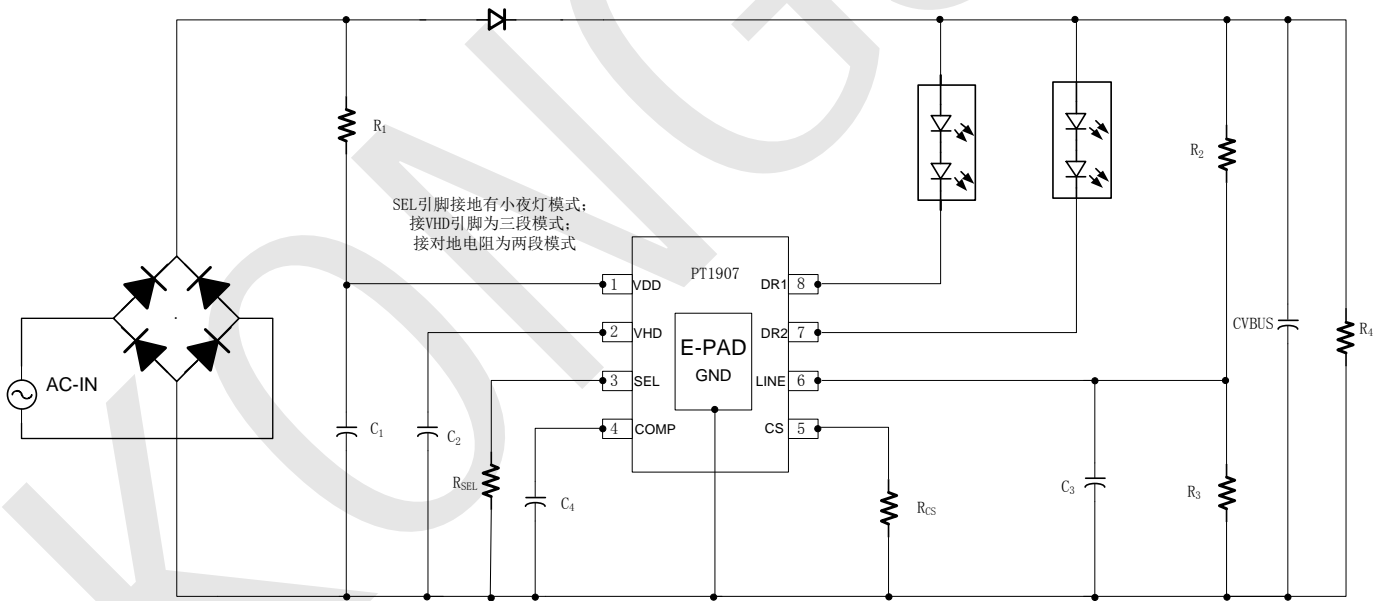 R1
R2
SEL引脚接地有小夜灯模式;
接VHD引脚为三段模式;
接对地电阻为两段模式
PT1907
1 VDD
DR1 8
2 VHD
DR2 7
E-PAD
GND
3 SEL
LINE 6
4 COMP
CS 5
CVBUS
R4
AC-IN
C1
C2
RSEL
C4
RCS
C3
R3
KONG